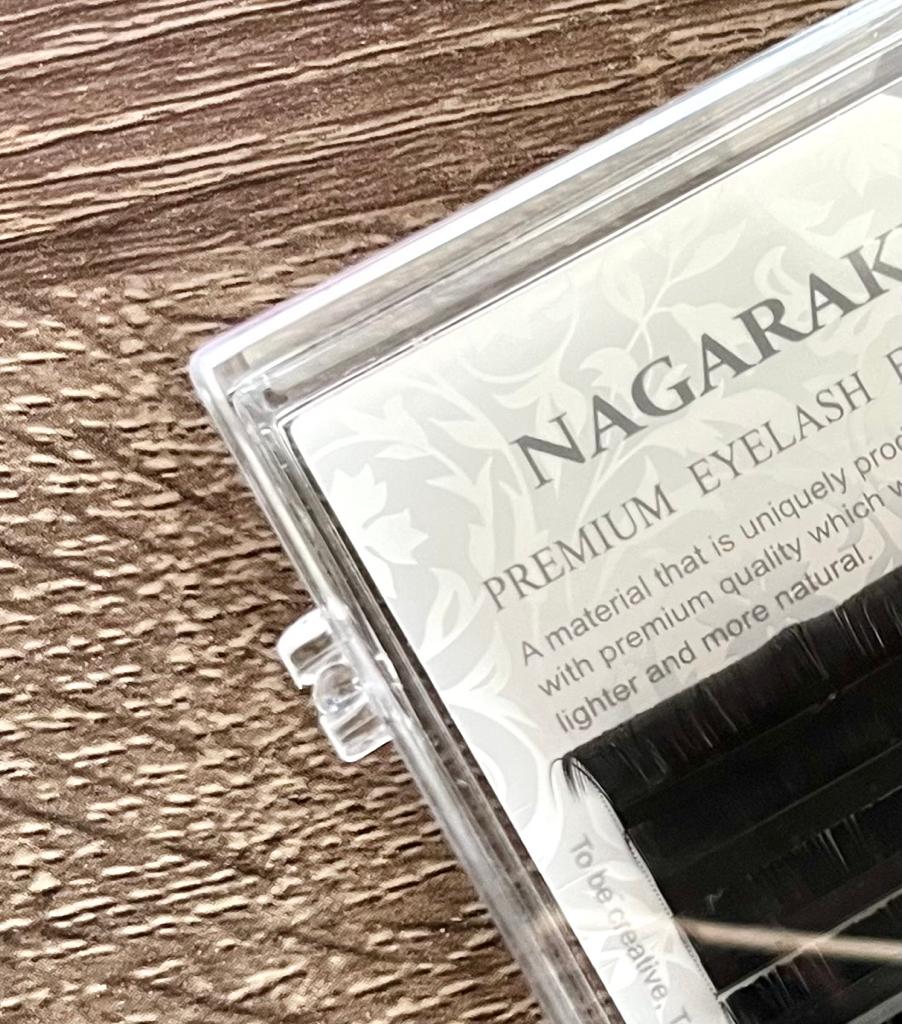 NAGARAK
PREMIUM EYELASH
A material that is uniquely
with premium quality which
lighter and more natural.
To be creative.